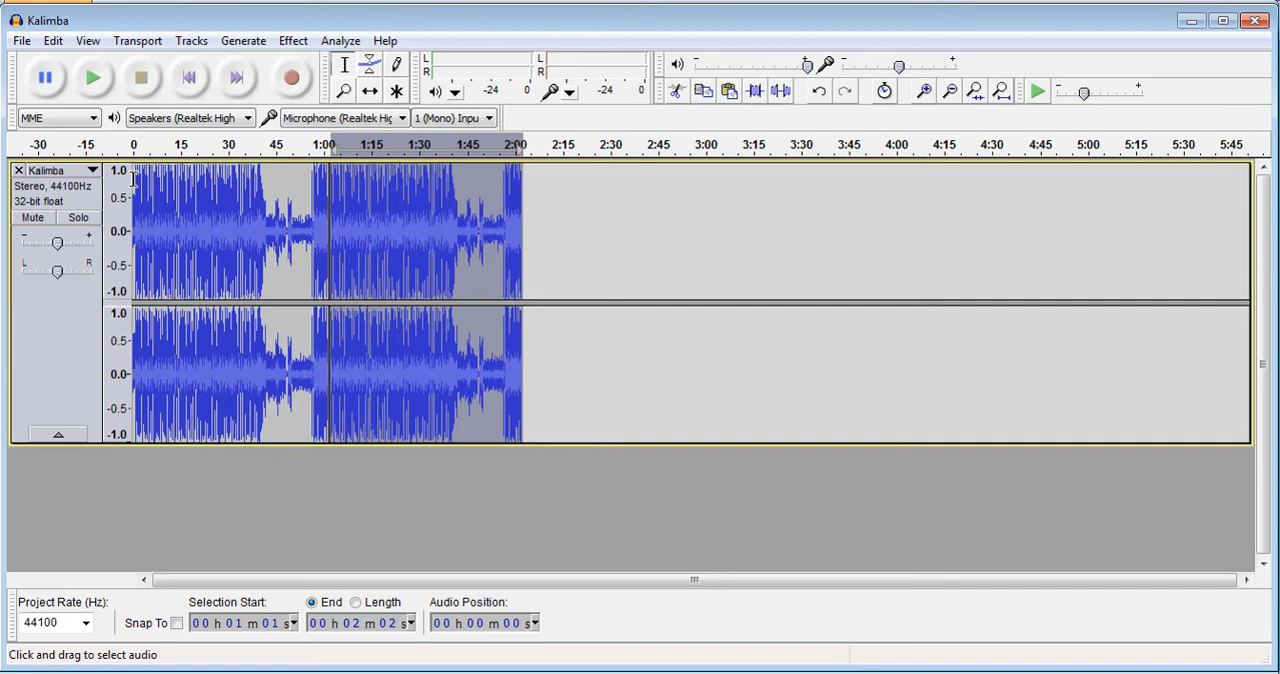 Kalimba
File Edit View Transport Tracks Generate Effect Analyze Help
L R -24 0 L R -24 0
MME Speakers (Realtek High Microphone (Realtek Hig 1 (Mono) Inpu
-30 -15 0 15 30 45 1:00 1:15 1:30 1:45 2:00 2:15 2:30 2:45 3:00 3:15 3:30 3:45 4:00 4:15 4:30 4:45 5:00 5:15 5:30 5:45
Kalimba
Stereo, 44100Hz
32-bit float
Mute Solo
- +
L R
1.0
0.5
0.0
-0.5
-1.0
1.0
0.5
0.0
-0.5
-1.0
Project Rate (Hz): Selection Start: End Length Audio Position:
44100 Snap To 00 h 01 m 01 s 00 h 02 m 02 s 00 h 00 m 00 s
Click and drag to select audio